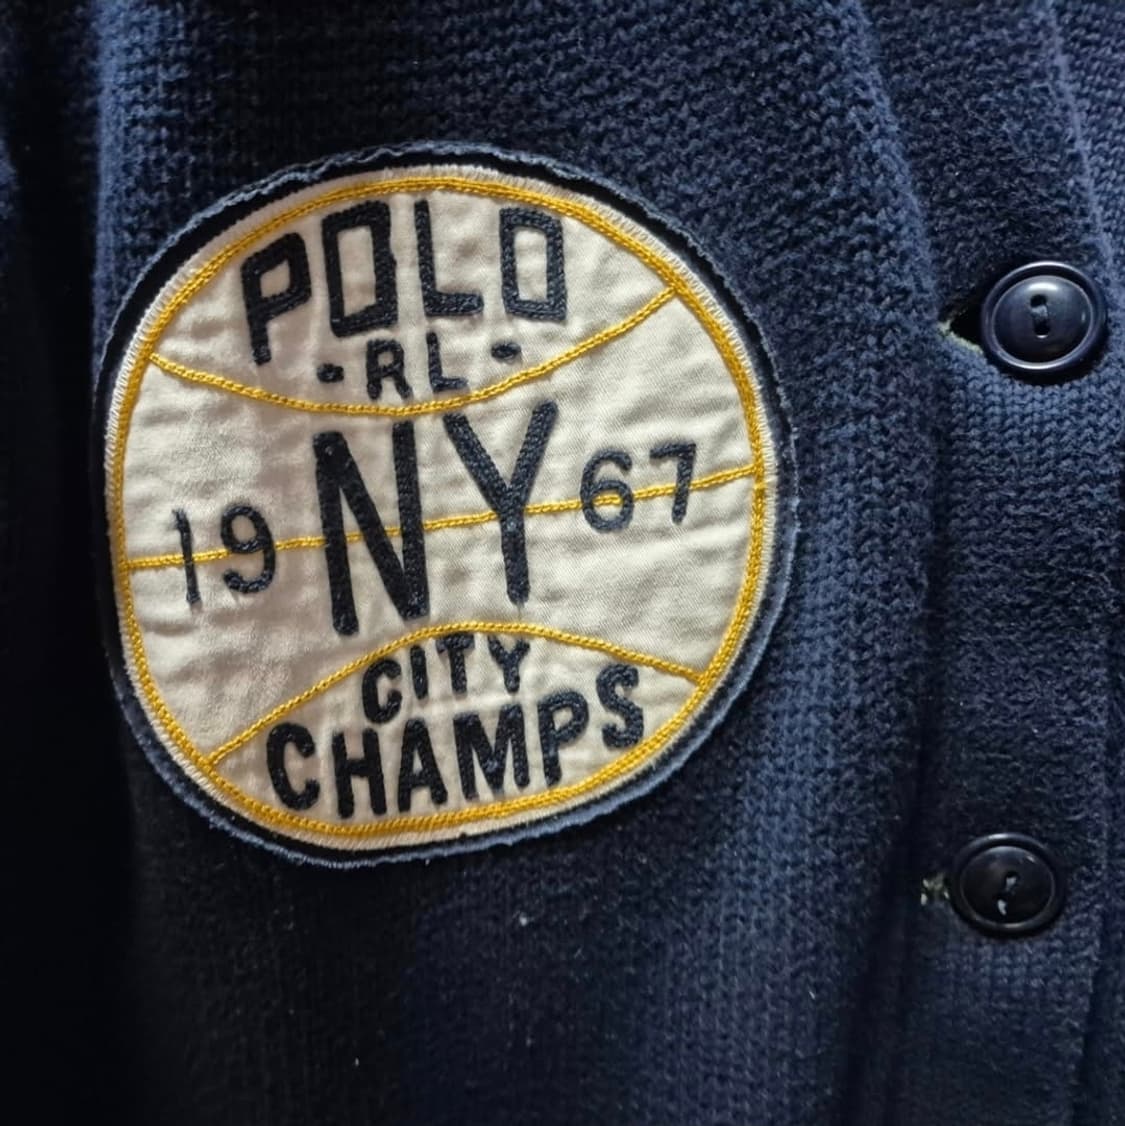 POLO
-RL-
19 NY 67
CITY
CHAMPS